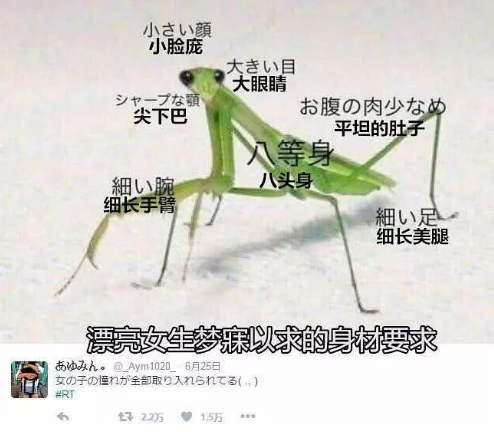 小さい顔
小脸庞
大きい目
大眼睛
シャープな顎
尖下巴
お腹の肉少なめ
平坦的肚子
八等身
八头身
細い腕
细长手臂
細い足
细长美腿
漂亮女生梦寐以求的身材要求
あゆみん。 @_Aym1020_ · 6月25日
女の子の憧れが全部取り入れられてる( .. )
#RT
2.2万 1.5万